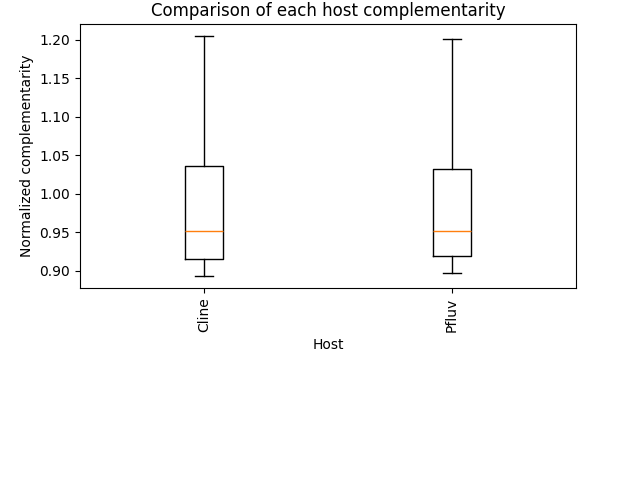 Comparison of each host complementarity
Normalized complementarity
1.20
1.15
1.10
1.05
1.00
0.95
0.90
Cline
Pfluv
Host